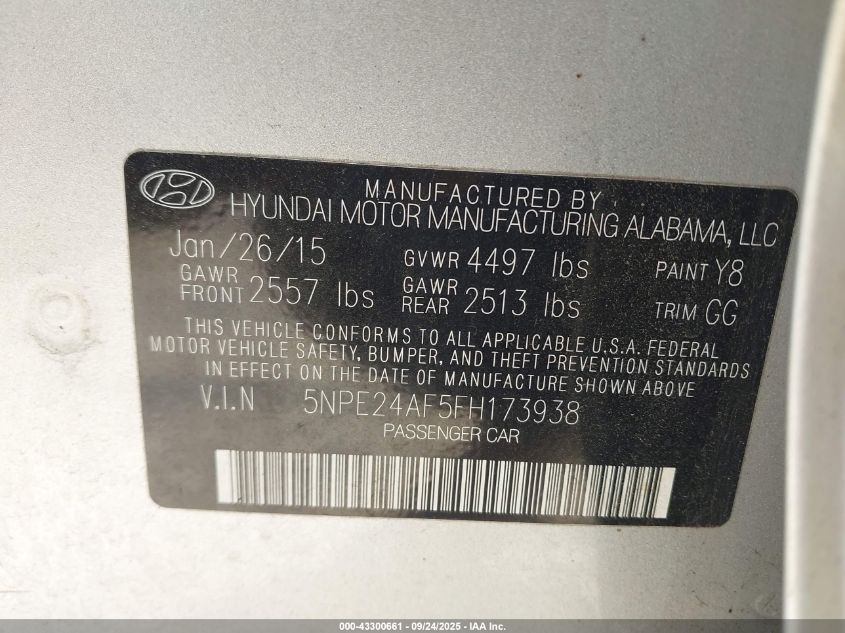 MANUFACTURED BY
HYUNDAI MOTOR MANUFACTURING ALABAMA, LLC
Jan/26/15 GVWR 4497 lbs PAINT Y8
GAWR FRONT 2557 lbs GAWR REAR 2513 lbs TRIM GG
THIS VEHICLE CONFORMS TO ALL APPLICABLE U.S.A. FEDERAL
MOTOR VEHICLE SAFETY, BUMPER, AND THEFT PREVENTION STANDARDS
IN EFFECT ON THE DATE OF MANUFACTURE SHOWN ABOVE
V.I.N 5NPE24AF5FH173938
PASSENGER CAR
000-43300661 - 09/24/2025 - IAA Inc.